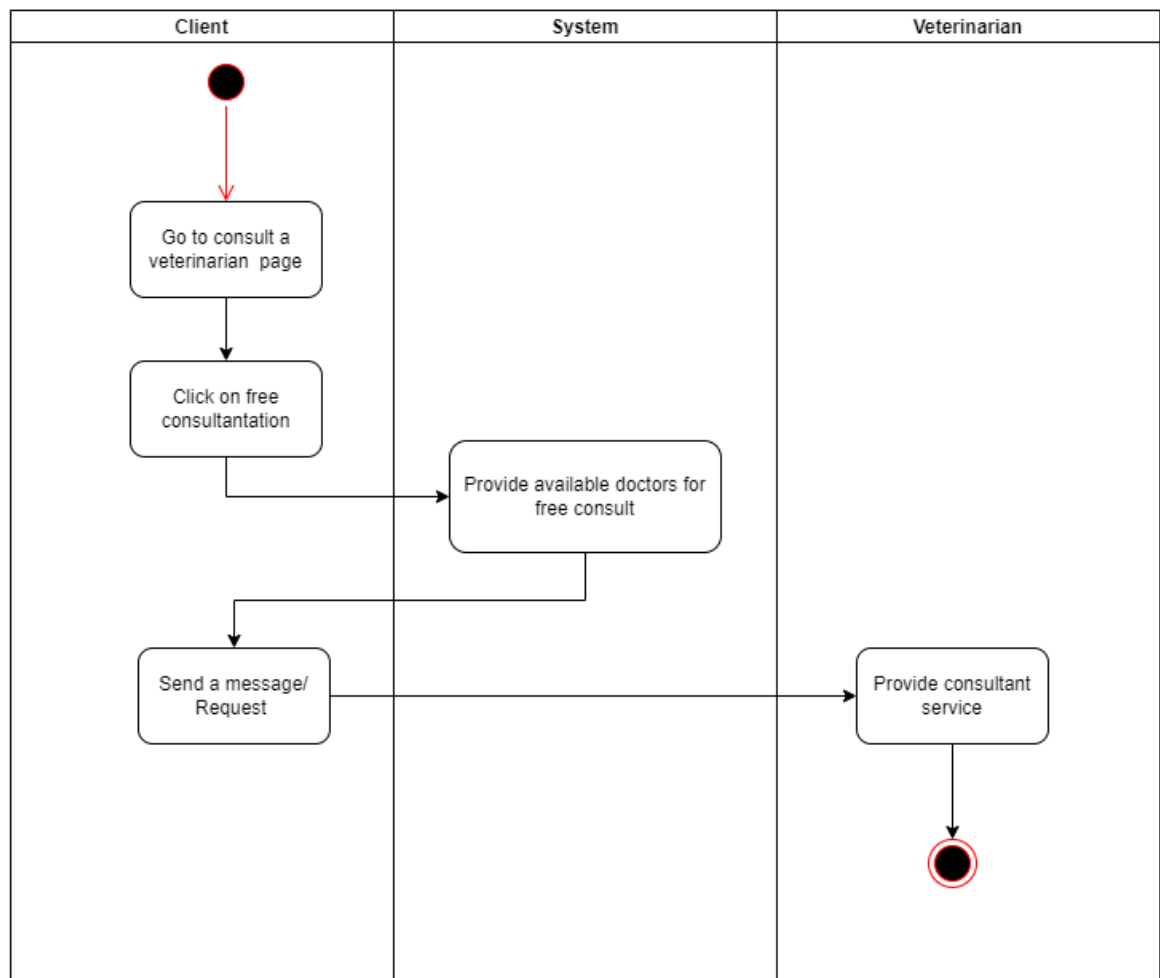 Client
System
Veterinarian
Go to consult a
veterinarian page
Click on free
consultantation
Provide available doctors for
free consult
Send a message/
Request
Provide consultant
service